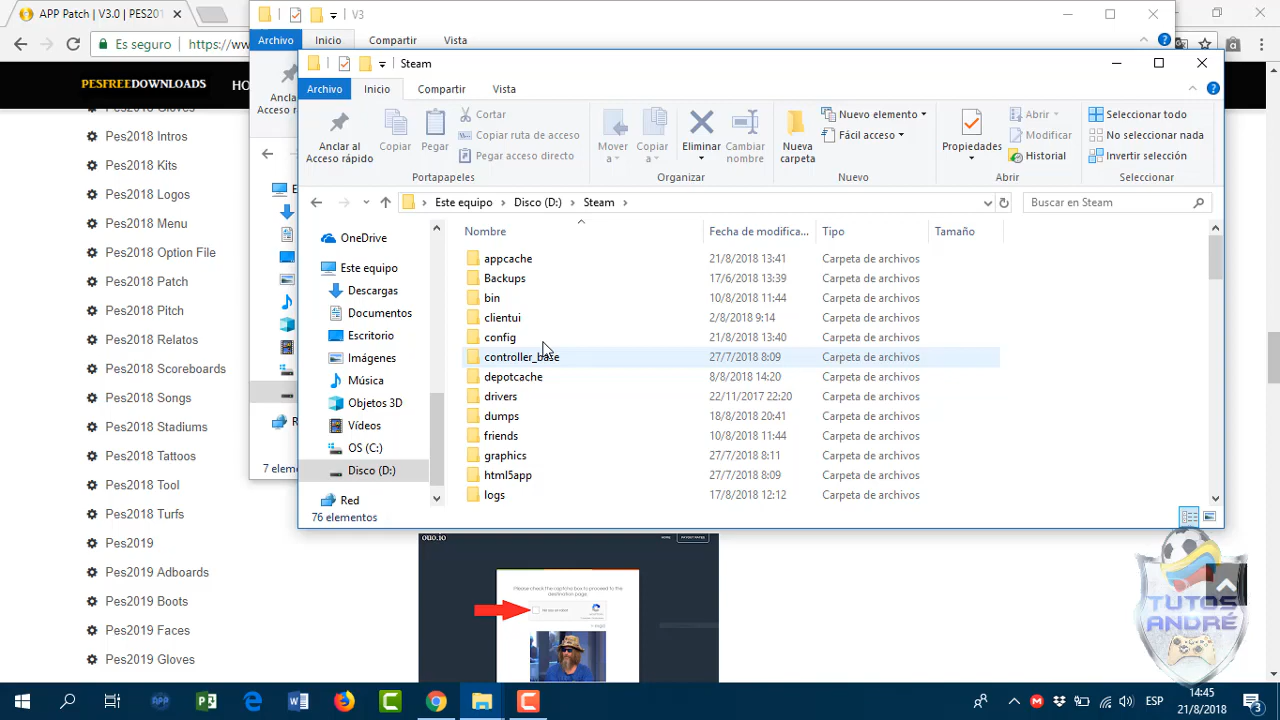 APP Patch | V3.0 | PES201
V3
Es seguro
https://ww
Archivo
Inicio
Compartir
Vista
Steam
Archivo
Inicio
Compartir
Vista
PESFREEDOWNLOADS
HO
Ancla
Acceso r
Anclar al
Acceso rápido
Copiar
Pegar
Cortar
Copiar ruta de acceso
Pegar acceso directo
Portapapeles
Mover
a
Copiar
a
Eliminar
Cambiar
nombre
Organizar
Nueva
carpeta
Nuevo elemento
Fácil acceso
Nuevo
Propiedades
Abrir
Modificar
Historial
Abrir
Seleccionar todo
No seleccionar nada
Invertir selección
Seleccionar
Este equipo
Disco (D:)
Steam
Buscar en Steam
Nombre
Fecha de modifica...
Tipo
Tamaño
appcache 21/8/2018 13:41 Carpeta de archivos
Backups 17/6/2018 13:39 Carpeta de archivos
bin 10/8/2018 11:44 Carpeta de archivos
clientui 2/8/2018 9:14 Carpeta de archivos
config 21/8/2018 13:40 Carpeta de archivos
controller_base 27/7/2018 8:09 Carpeta de archivos
depotcache 8/8/2018 14:20 Carpeta de archivos
drivers 22/11/2017 22:20 Carpeta de archivos
dumps 18/8/2018 20:41 Carpeta de archivos
friends 10/8/2018 11:44 Carpeta de archivos
graphics 27/7/2018 8:11 Carpeta de archivos
html5app 27/7/2018 8:09 Carpeta de archivos
logs 17/8/2018 12:12 Carpeta de archivos
OneDrive
Este equipo
Descargas
Documentos
Escritorio
Imágenes
Música
Objetos 3D
Vídeos
OS (C:)
Disco (D:)
Red
76 elementos
7 elem
Pes2018 Gloves
Pes2018 Intros
Pes2018 Kits
Pes2018 Logos
Pes2018 Menu
Pes2018 Option File
Pes2018 Patch
Pes2018 Pitch
Pes2018 Relatos
Pes2018 Scoreboards
Pes2018 Songs
Pes2018 Stadiums
Pes2018 Tattoos
Pes2018 Tool
Pes2018 Turfs
Pes2019
Pes2019 Adboards
Pes2019 Boots
Pes2019 Faces
Pes2019 Gloves
ouo.io
HOME
PAYOUT RATES
Please check the captcha box to proceed to the
destination page.
TUTOS
ANDRÉ
ESP
14:45
21/8/2018
3